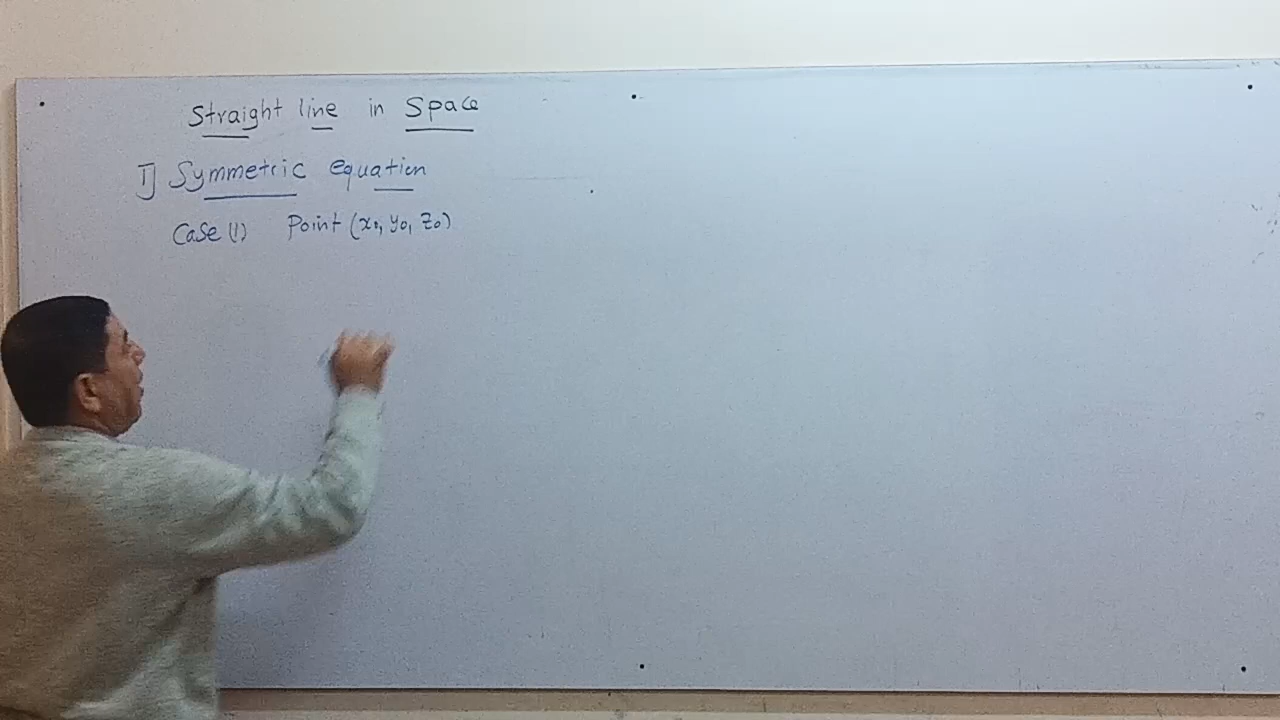 Straight line in Space
I] Symmetric equation
Case (1) Point (x₀, y₀, z₀)